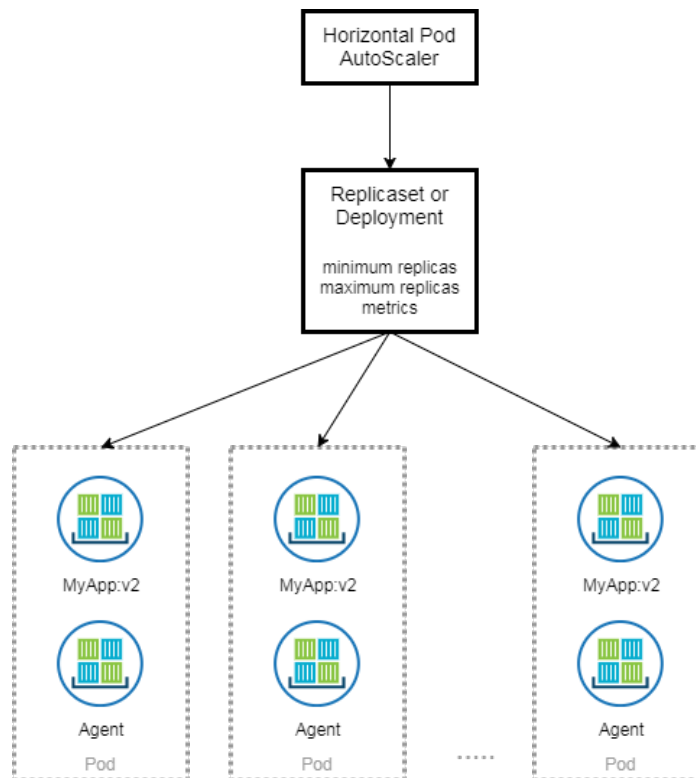 Horizontal Pod
AutoScaler
Replicaset or
Deployment
minimum replicas
maximum replicas
metrics
MyApp:v2
MyApp:v2
MyApp:v2
Agent
Agent
Agent
Pod
Pod
.....
Pod